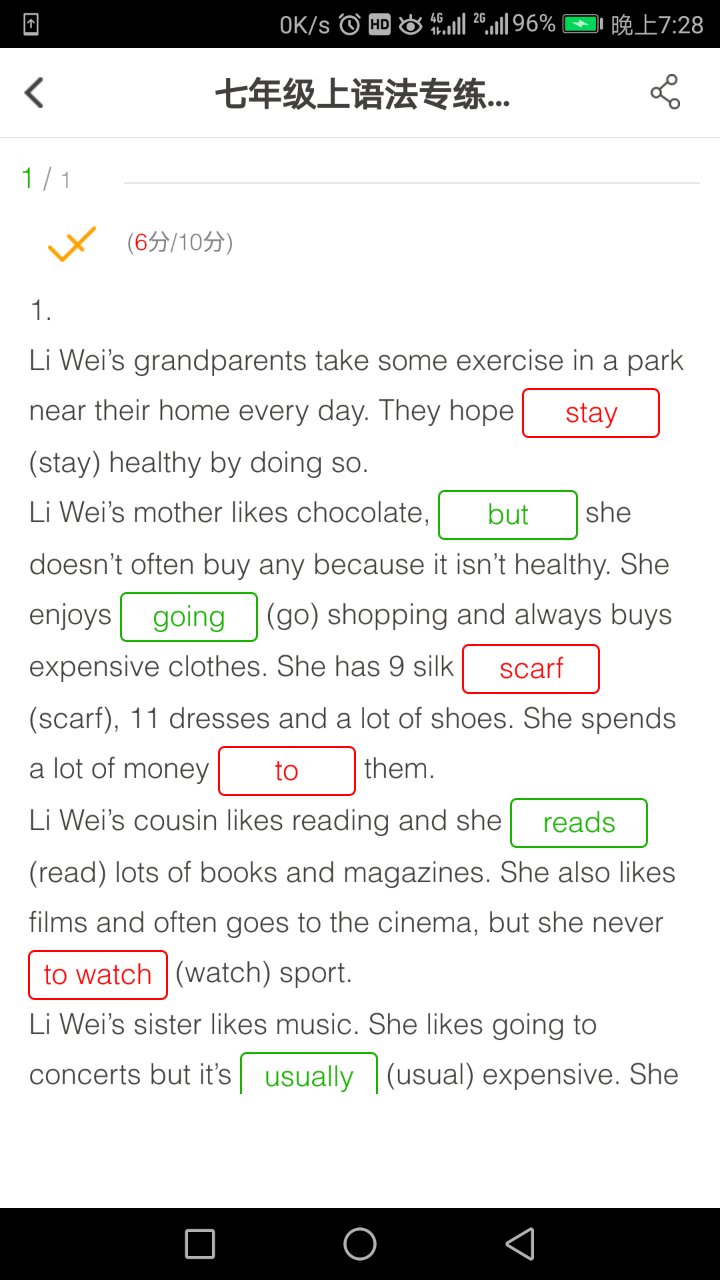 0K/s HD 4G 2G 96% 晚上7:28
七年级上语法专练...
1 / 1
(6分/10分)
1.
Li Wei’s grandparents take some exercise in a park
near their home every day. They hope stay
(stay) healthy by doing so.
Li Wei’s mother likes chocolate, but she
doesn’t often buy any because it isn’t healthy. She
enjoys going (go) shopping and always buys
expensive clothes. She has 9 silk scarf
(scarf), 11 dresses and a lot of shoes. She spends
a lot of money to them.
Li Wei’s cousin likes reading and she reads
(read) lots of books and magazines. She also likes
films and often goes to the cinema, but she never
to watch (watch) sport.
Li Wei’s sister likes music. She likes going to
concerts but it’s usually (usual) expensive. She